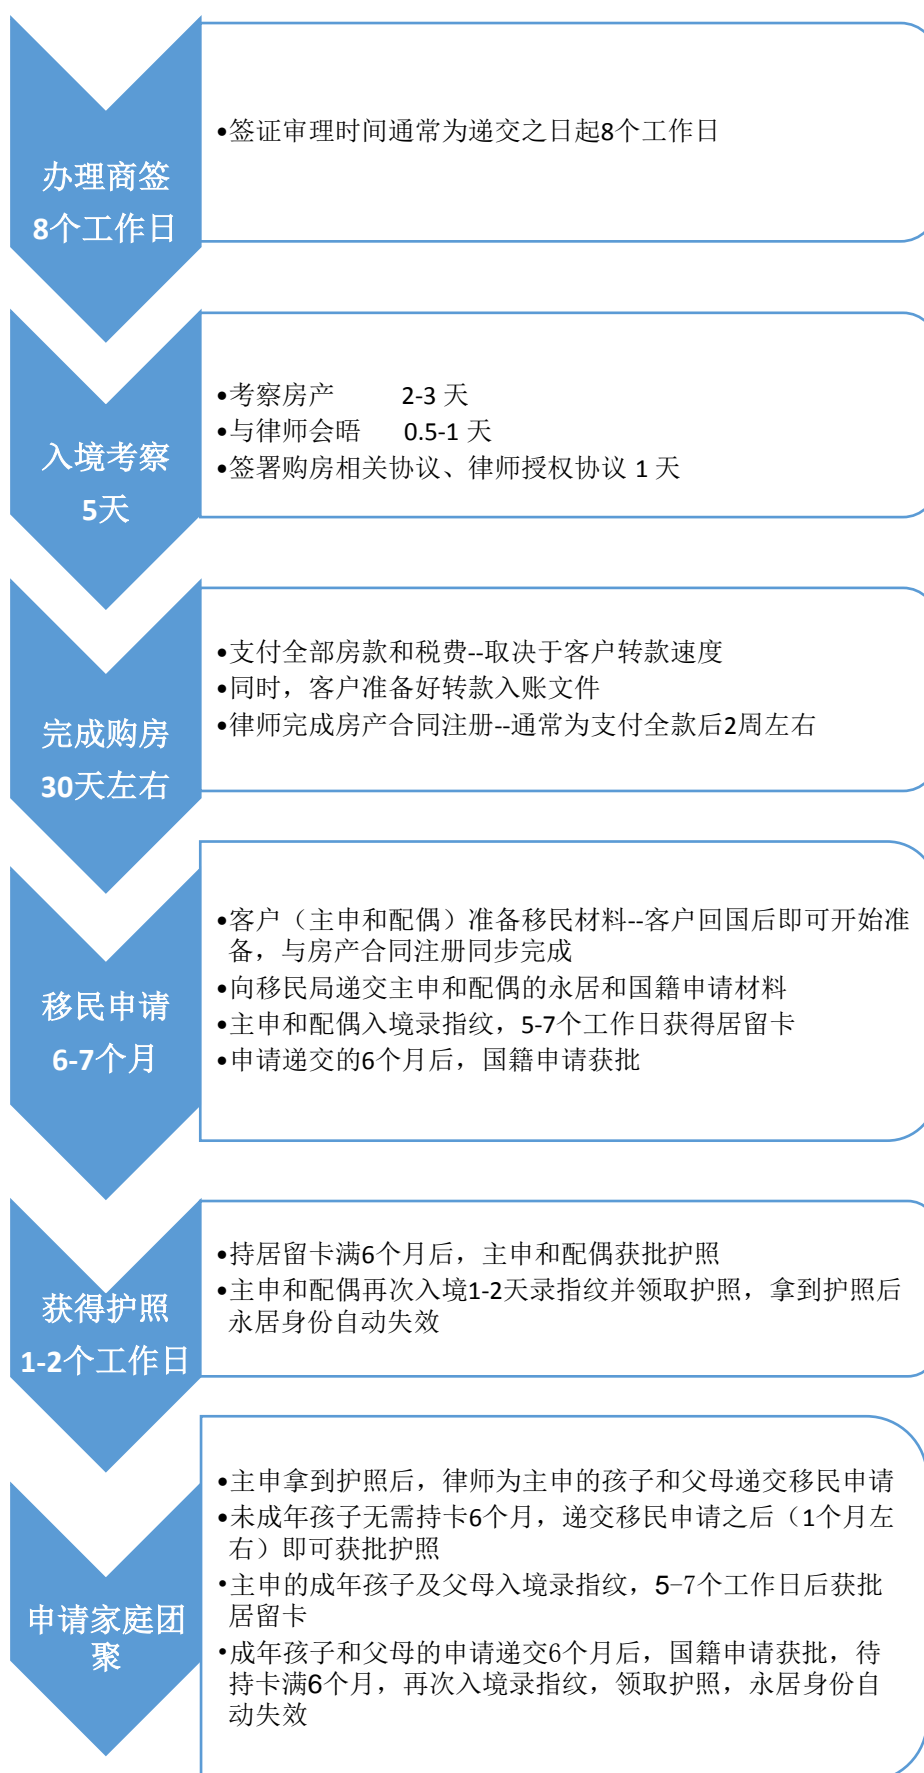 办理商签
8个工作日
•签证审理时间通常为递交之日起8个工作日
入境考察
5天
•考察房产 2-3 天
•与律师会晤 0.5-1 天
•签署购房相关协议、律师授权协议 1 天
完成购房
30天左右
•支付全部房款和税费--取决于客户转款速度
•同时，客户准备好转款入账文件
•律师完成房产合同注册--通常为支付全款后2周左右
移民申请
6-7个月
•客户（主申和配偶）准备移民材料--客户回国后即可开始准
备，与房产合同注册同步完成
•向移民局递交主申和配偶的永居和国籍申请材料
•主申和配偶入境录指纹，5-7个工作日获得居留卡
•申请递交的6个月后，国籍申请获批
获得护照
1-2个工作日
•持居留卡满6个月后，主申和配偶获批护照
•主申和配偶再次入境1-2天录指纹并领取护照，拿到护照后
永居身份自动失效
申请家庭团
聚
•主申拿到护照后，律师为主申的孩子和父母递交移民申请
•未成年孩子无需持卡6个月，递交移民申请之后（1个月左
右）即可获批护照
•主申的成年孩子及父母入境录指纹，5-7个工作日后获批
居留卡
•成年孩子和父母的申请递交6个月后，国籍申请获批，待
持卡满6个月，再次入境录指纹，领取护照，永居身份自
动失效